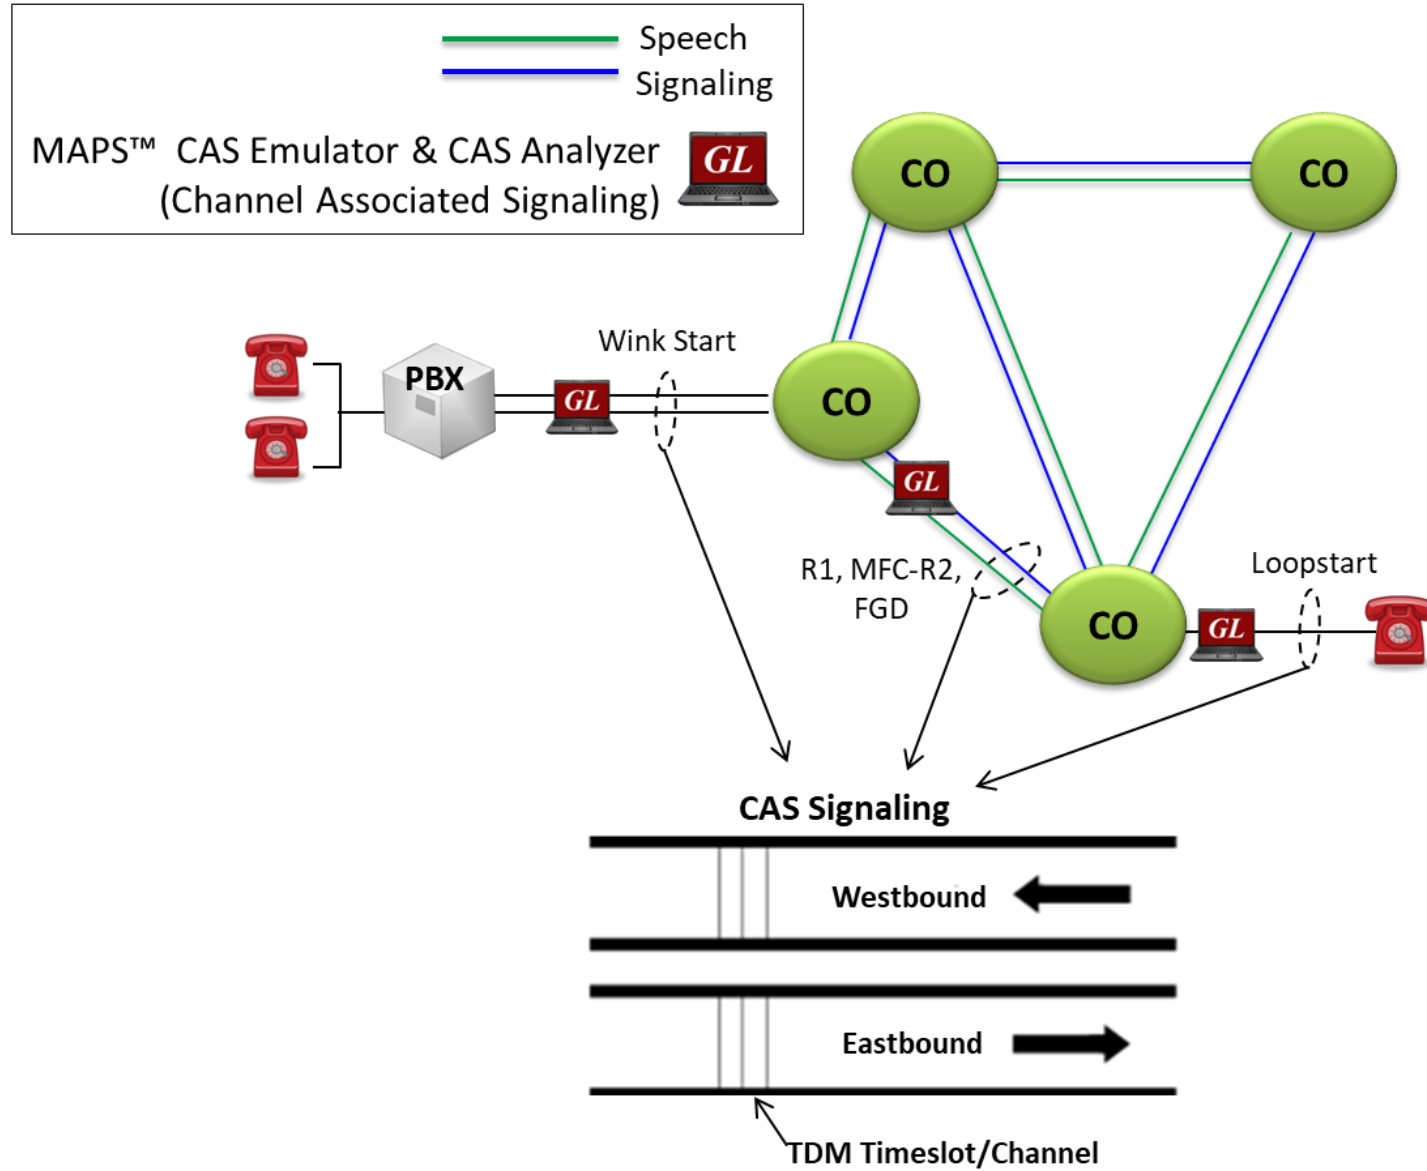 Speech
Signaling
MAPS™ CAS Emulator & CAS Analyzer
(Channel Associated Signaling)
GL
CO
CO
Wink Start
PBX
GL
CO
GL
R1, MFC-R2,
FGD
Loopstart
CO
GL
CAS Signaling
Westbound
Eastbound
TDM Timeslot/Channel